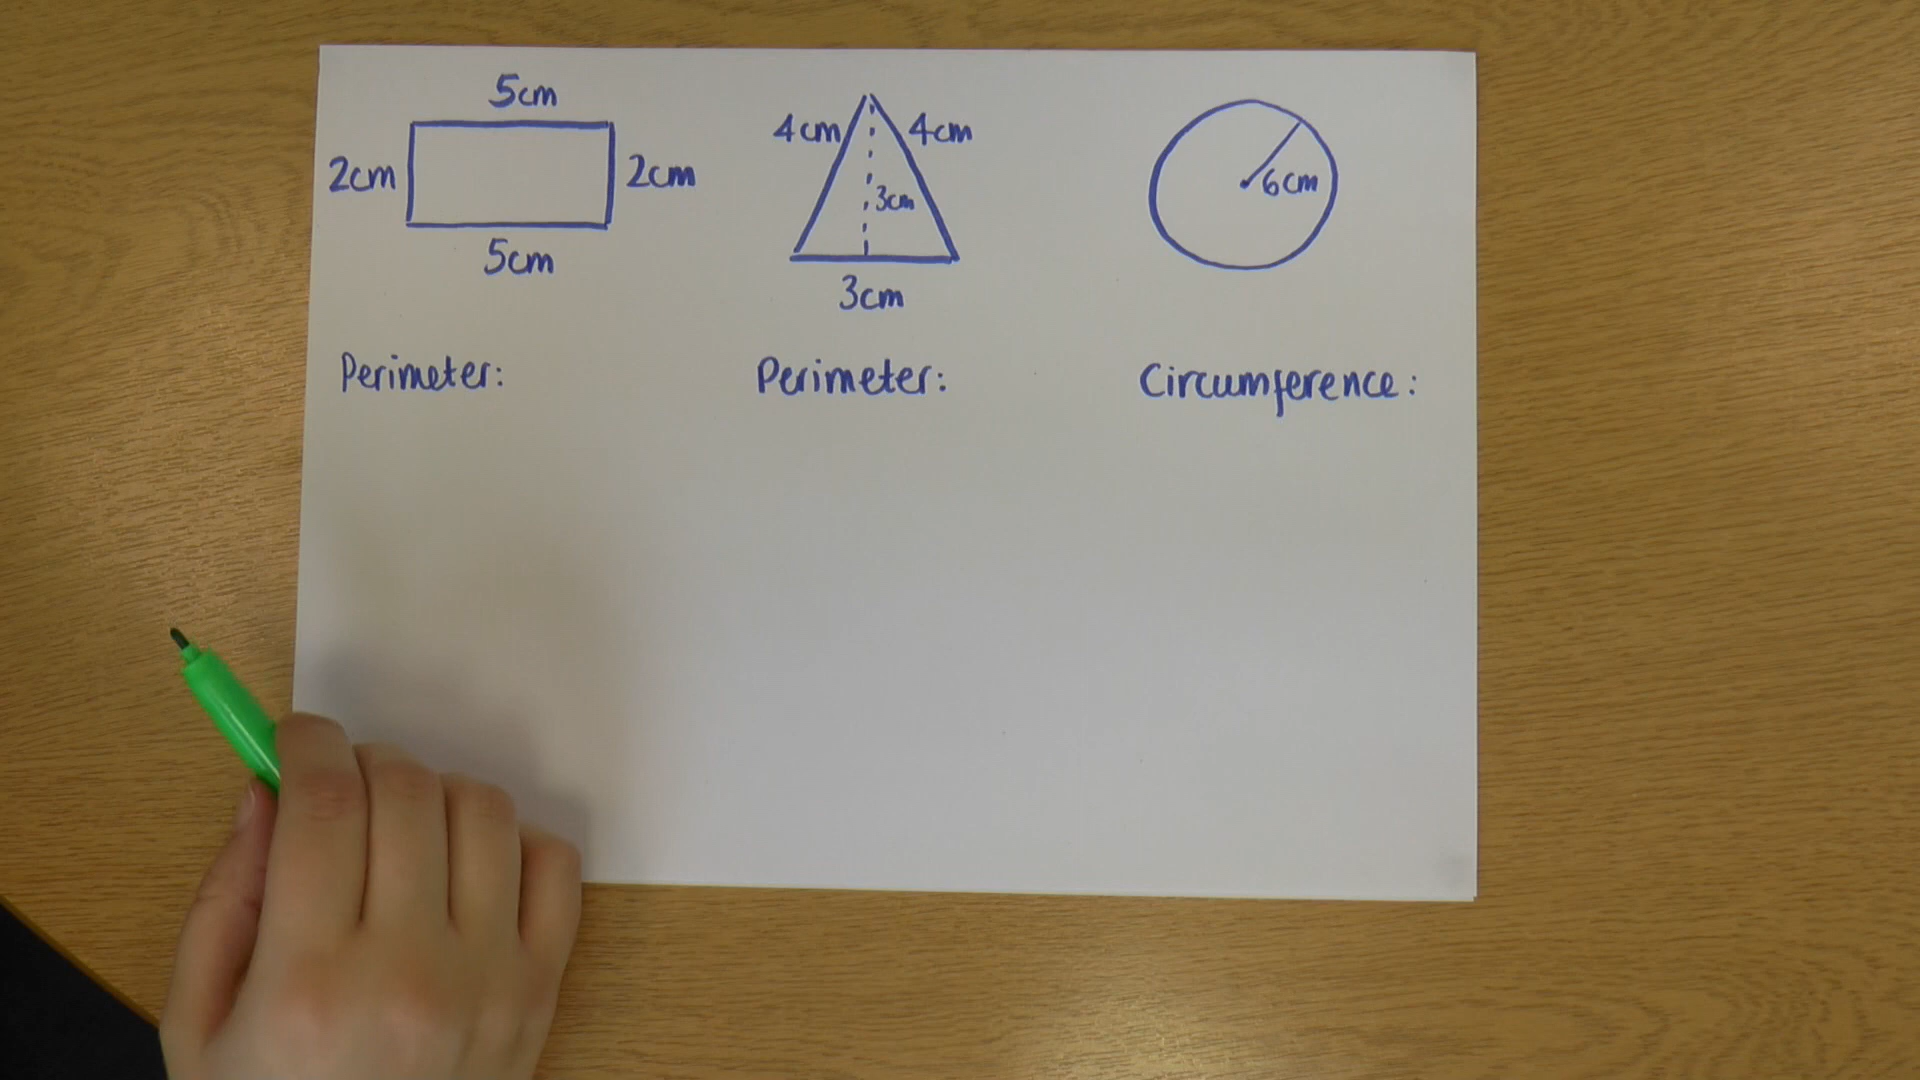 5cm
2cm
2cm
5cm
4cm
4cm
3cm
3cm
6cm
Perimeter:
Perimeter:
Circumference: